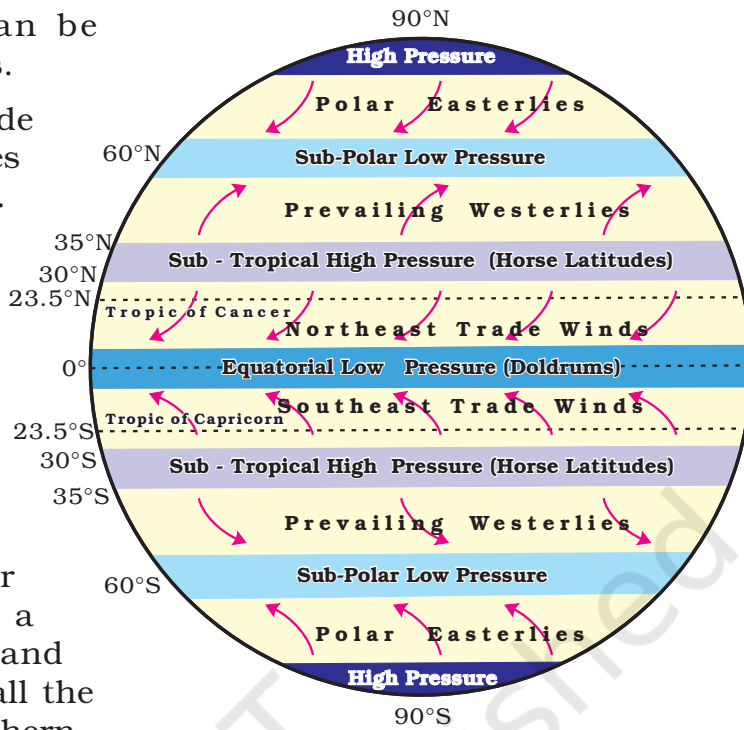 90°N
an be
High Pressure
s.
Polar Easterlies
de
60°N
Sub-Polar Low Pressure
es
.
Prevailing Westerlies
35°N
Sub - Tropical High Pressure (Horse Latitudes)
30°N
23.5°N
Tropic of Cancer
Northeast Trade Winds
0°
Equatorial Low Pressure (Doldrums)
Southeast Trade Winds
Tropic of Capricorn
23.5°S
30°S
Sub - Tropical High Pressure (Horse Latitudes)
35°S
Prevailing Westerlies
r
60°S
Sub-Polar Low Pressure
a
Polar Easterlies
and
all the
High Pressure
hern
90°S
shed